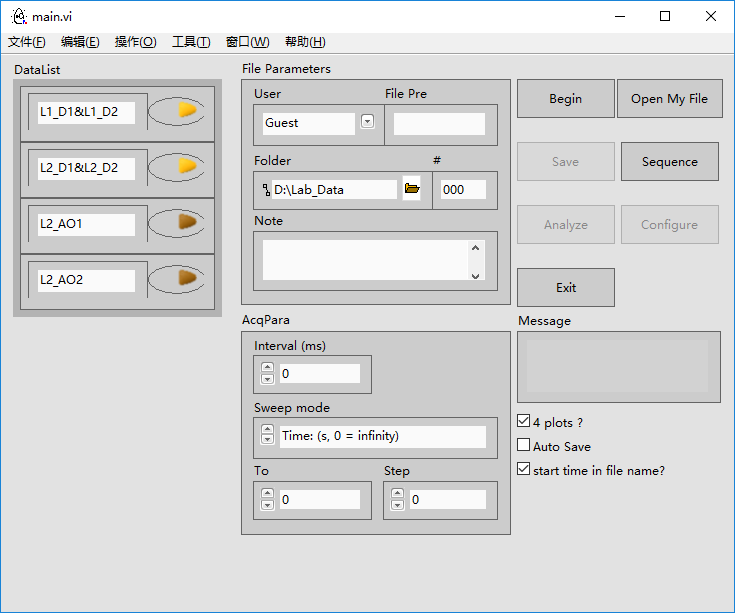 main.vi
文件(F) 编辑(E) 操作(O) 工具(T) 窗口(W) 帮助(H)
DataList
L1_D1&L1_D2
L2_D1&L2_D2
L2_AO1
L2_AO2
File Parameters
User File Pre
Guest
Folder #
D:\Lab_Data 000
Note
AcqPara
Interval (ms)
0
Sweep mode
Time: (s, 0 = infinity)
To Step
0 0
Begin Open My File
Save Sequence
Analyze Configure
Exit
Message
4 plots ?
Auto Save
start time in file name?